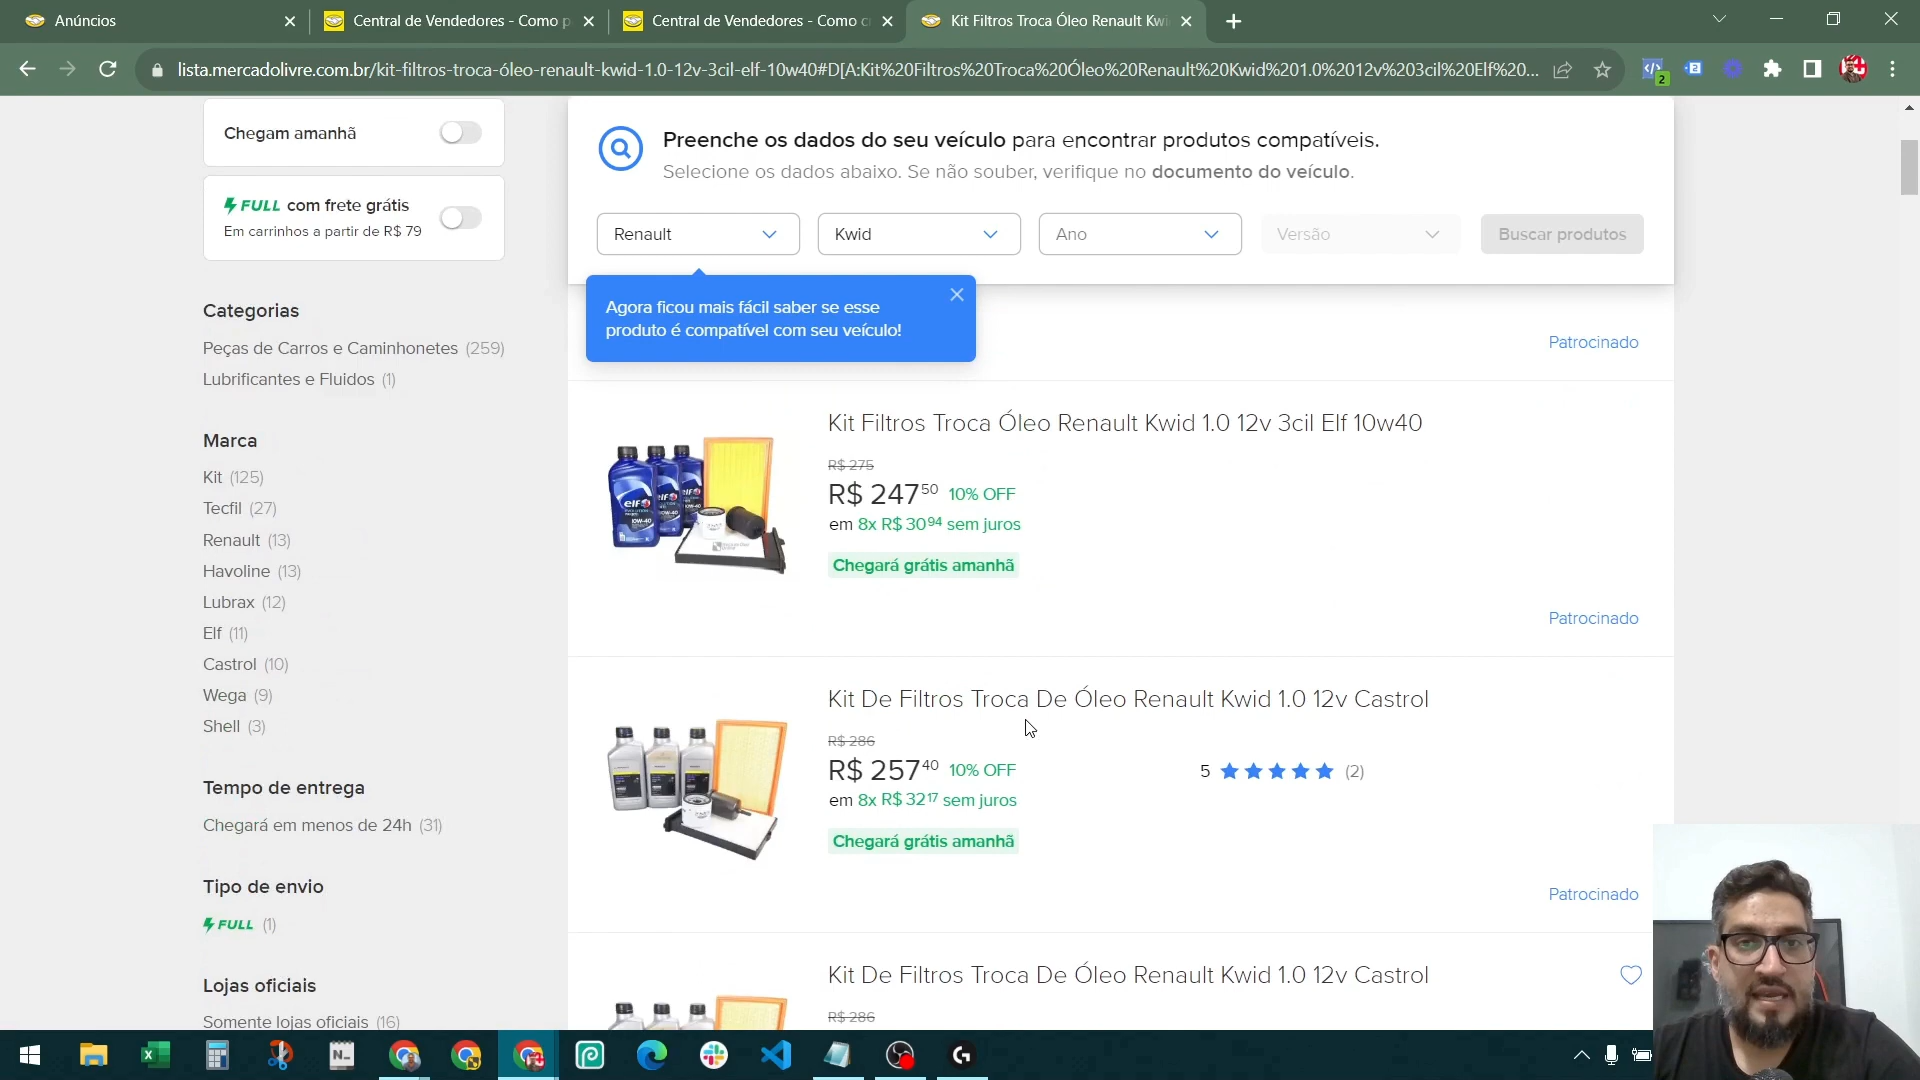 Anúncios
Central de Vendedores - Como p
Central de Vendedores - Como c
Kit Filtros Troca Óleo Renault Kwi
lista.mercadolivre.com.br/kit-filtros-troca-óleo-renault-kwid-1.0-12v-3cil-elf-10w40#D[A:Kit%20Filtros%20Troca%20Óleo%20Renault%20Kwid%201.0%2012v%203cil%20Elf%20...
2
Chegam amanhã
FULL com frete grátis
Em carrinhos a partir de R$ 79
Categorias
Peças de Carros e Caminhonetes (259)
Lubrificantes e Fluidos (1)
Marca
Kit (125)
Tecfil (27)
Renault (13)
Havoline (13)
Lubrax (12)
Elf (11)
Castrol (10)
Wega (9)
Shell (3)
Tempo de entrega
Chegará em menos de 24h (31)
Tipo de envio
FULL (1)
Lojas oficiais
Somente lojas oficiais (16)
Preenche os dados do seu veículo para encontrar produtos compatíveis.
Selecione os dados abaixo. Se não souber, verifique no documento do veículo.
Renault
Kwid
Ano
Versão
Buscar produtos
Agora ficou mais fácil saber se esse
produto é compatível com seu veículo!
Patrocinado
Kit Filtros Troca Óleo Renault Kwid 1.0 12v 3cil Elf 10w40
R$ 275
R$ 247 50 10% OFF
em 8x R$ 30 94 sem juros
Chegará grátis amanhã
elf
10W-40
Patrocinado
Kit De Filtros Troca De Óleo Renault Kwid 1.0 12v Castrol
R$ 286
R$ 257 40 10% OFF
5 (2)
em 8x R$ 32 17 sem juros
Chegará grátis amanhã
Patrocinado
Kit De Filtros Troca De Óleo Renault Kwid 1.0 12v Castrol
R$ 286